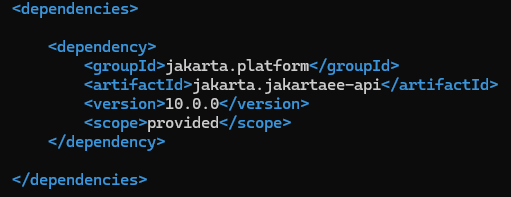 <dependencies>
<dependency>
<groupId>jakarta.platform</groupId>
<artifactId>jakarta.jakartaee-api</artifactId>
<version>10.0.0</version>
<scope>provided</scope>
</dependency>
</dependencies>